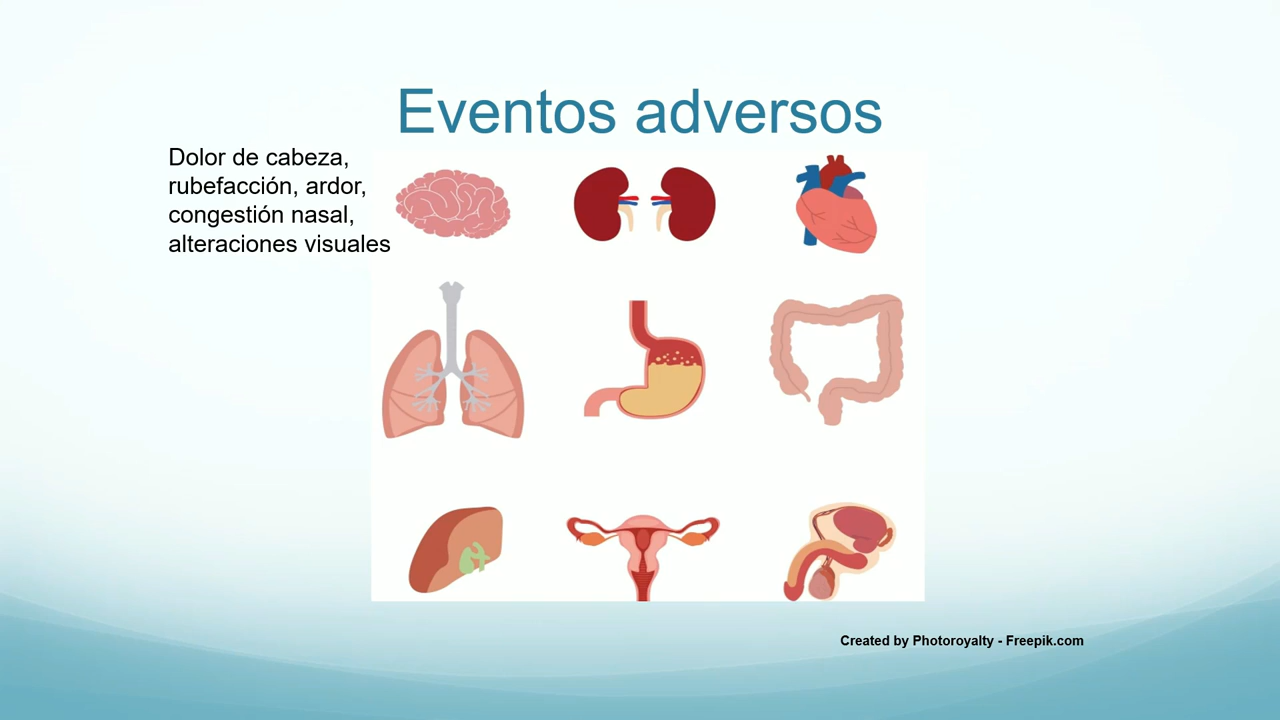 Eventos adversos
Dolor de cabeza,
rubefacción, ardor,
congestión nasal,
alteraciones visuales
Created by Photoroyalty - Freepik.com